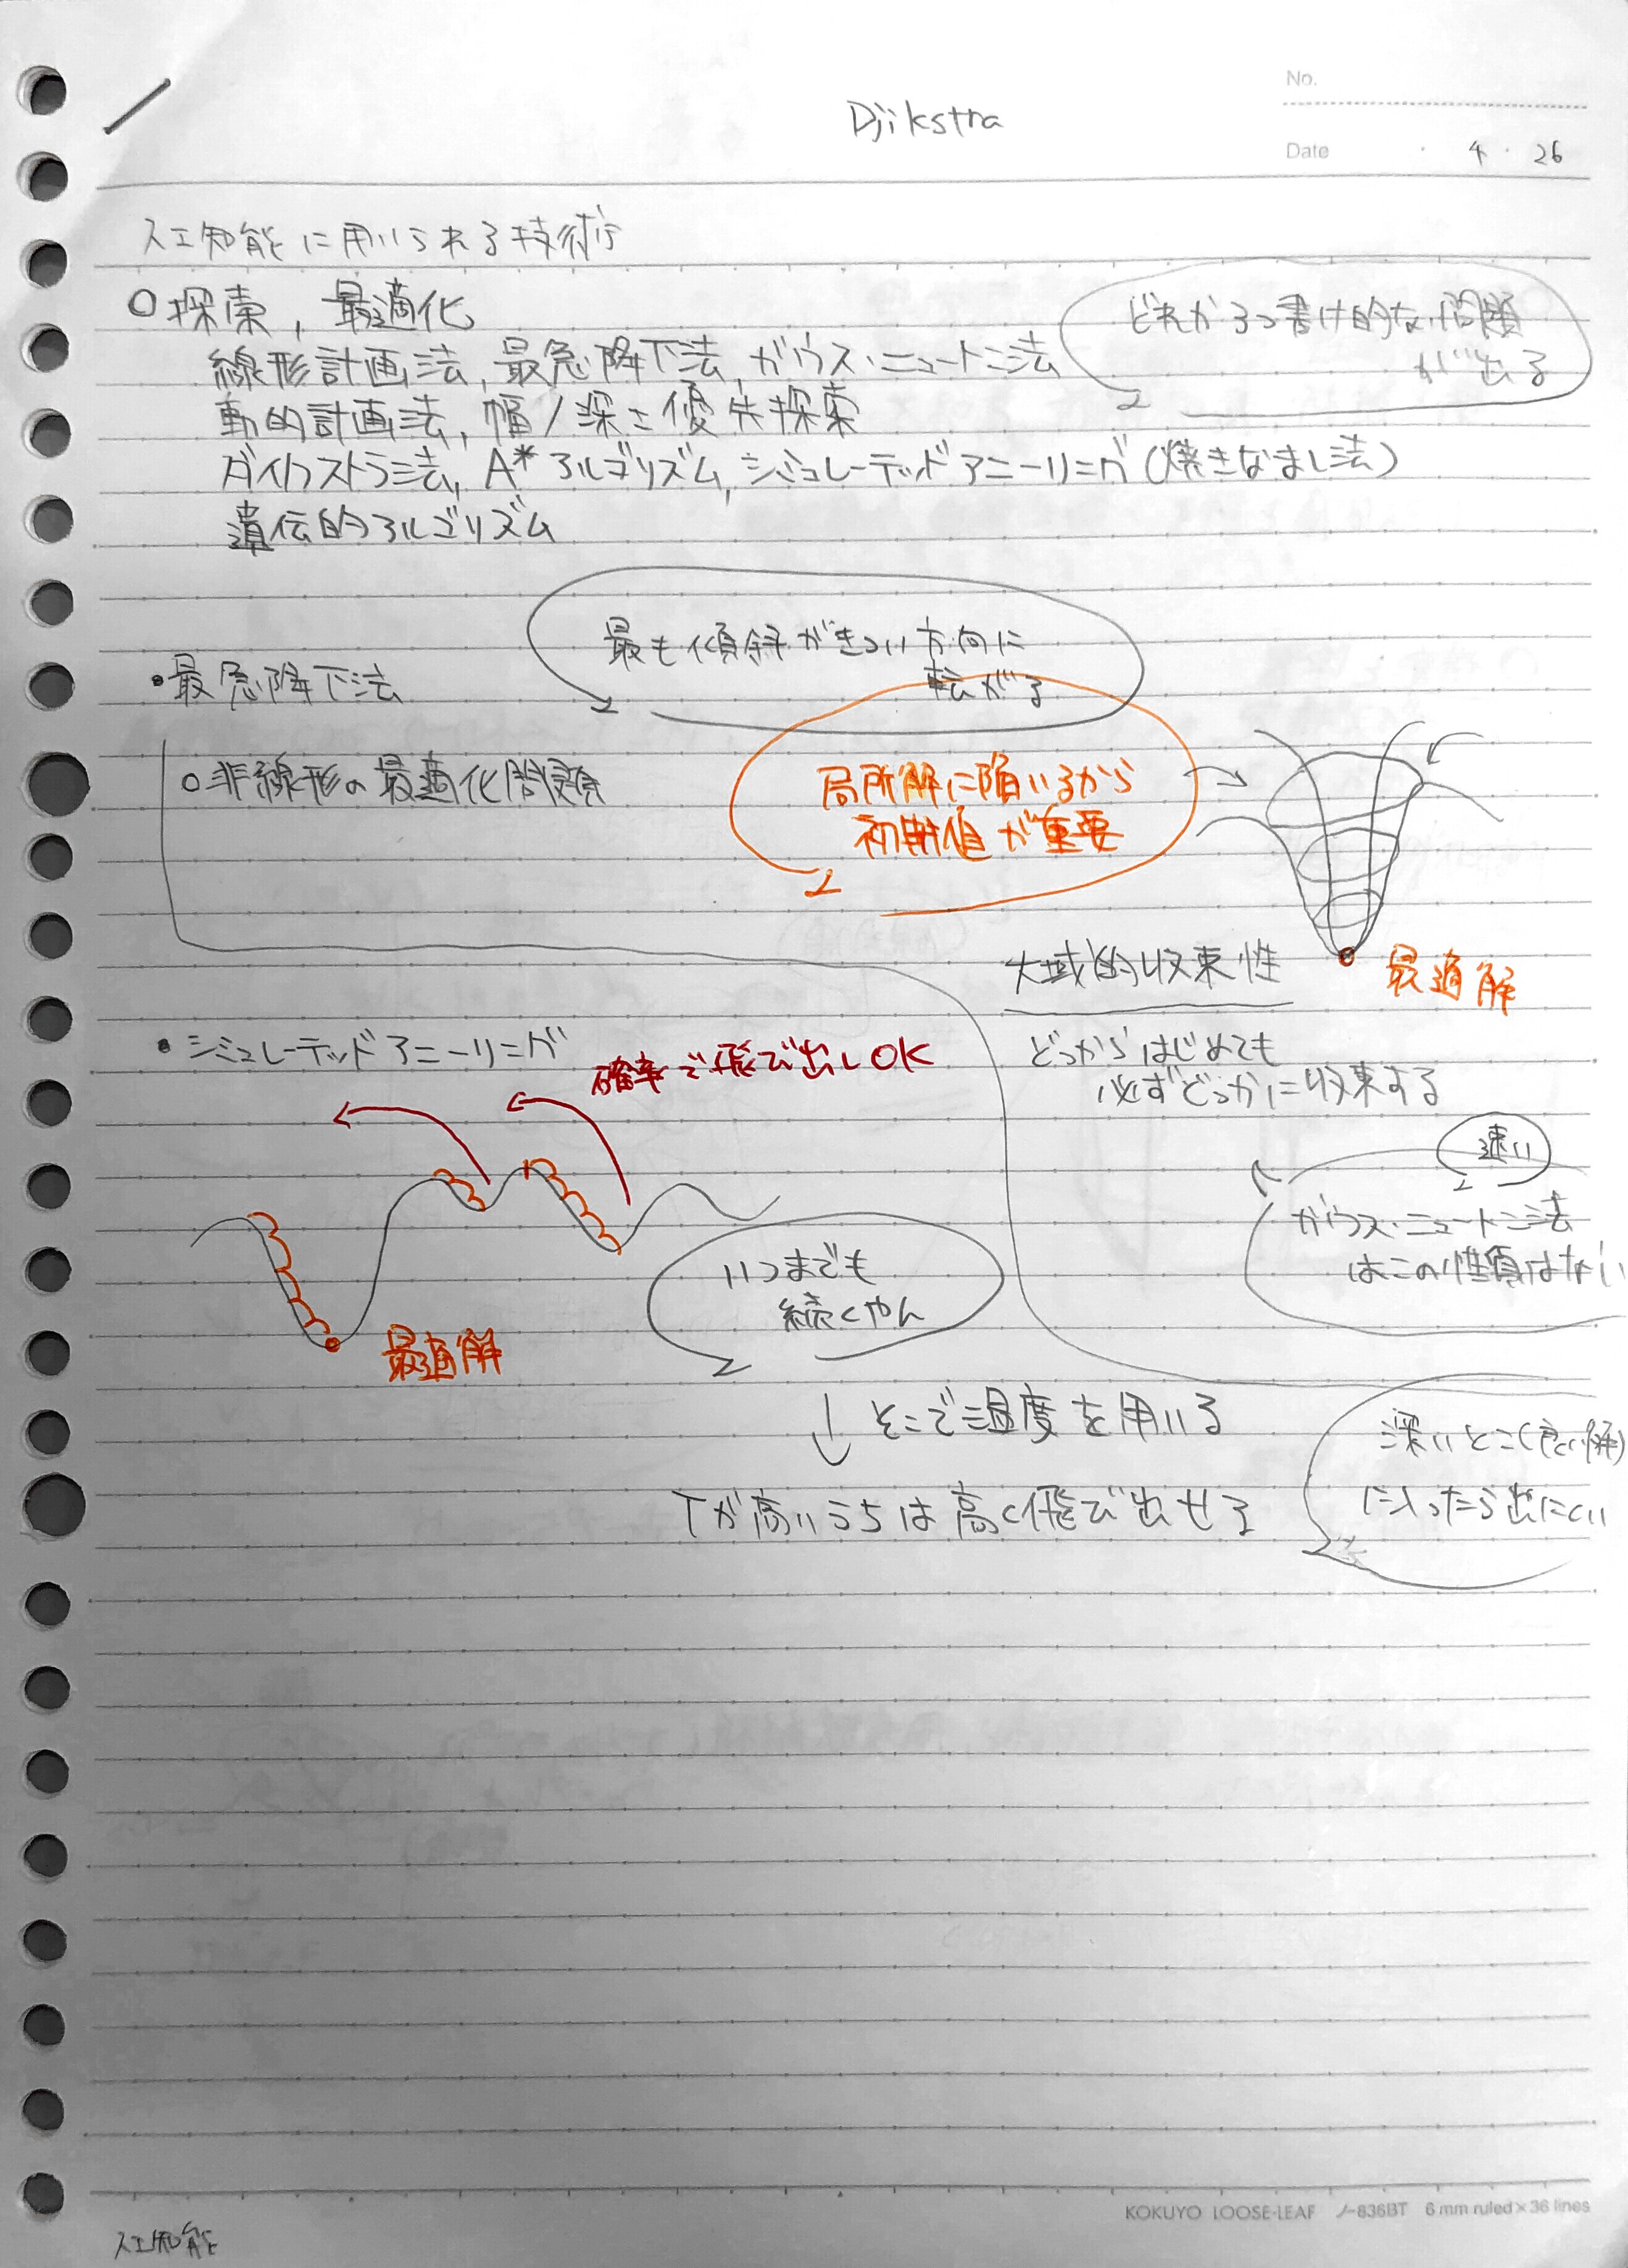 No.
Djikstra
Date ・ 4 ・ 26
人工知能に用いられる技術
○探索, 最適化
どれか3つ書け的な問題
が出る
線形計画法, 最急降下法, ガウス・ニュートン法
動的計画法, 幅/深さ優先探索
ダイクストラ法, A*アルゴリズム, シミュレーテッドアニーリング(焼きなまし法)
遺伝的アルゴリズム
最も傾斜がきつい方向に
転がる
・最急降下法
○非線形の最適化問題
局所解に陥いるから
初期値が重要
大域的収束性
最適解
どっからはじめても
必ずどっかに収束する
速い
ガウス・ニュートン法
はこの性質はない
・シミュレーテッドアニーリング
確率で飛び出しOK
最適解
いつまでも
続くやん
↓ そこで温度を用いる
Tが高いうちは高く飛び出せる
深いとこ(良い解)
に入ったら出にくい
KOKUYO LOOSE-LEAF ノ-836BT 6 mm ruled×36 lines
人工知能